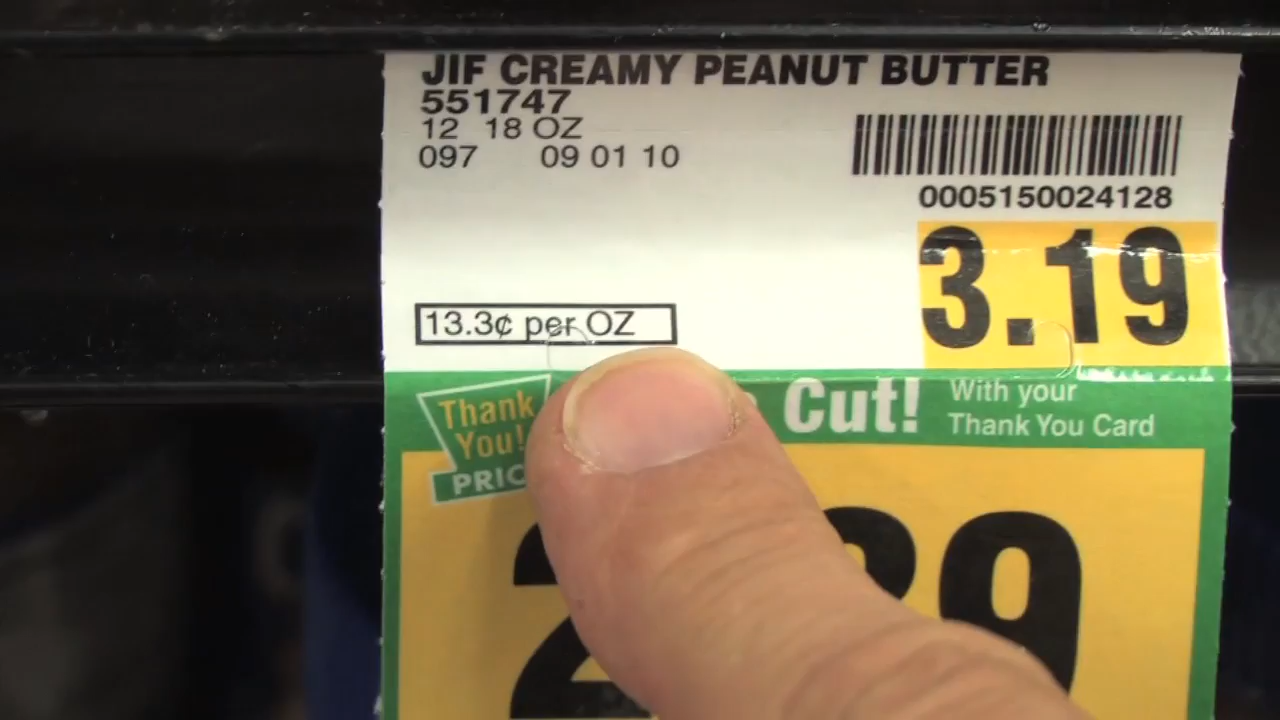 JIF CREAMY PEANUT BUTTER
551747
12 18 OZ
097 09 01 10
0005150024128
3.19
13.3¢ per OZ
Thank
You!
Cut!
With your
Thank You Card